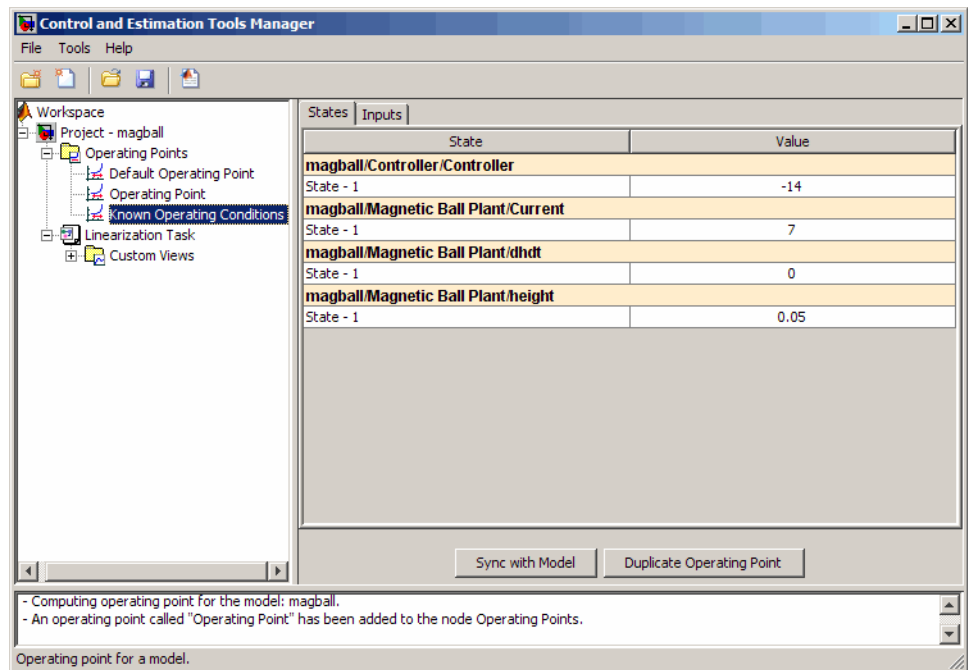 Control and Estimation Tools Manager
File Tools Help
Workspace
Project - magball
Operating Points
Default Operating Point
Operating Point
Known Operating Conditions
Linearization Task
Custom Views
States Inputs
State Value
magball/Controller/Controller
State - 1 -14
magball/Magnetic Ball Plant/Current
State - 1 7
magball/Magnetic Ball Plant/dhdt
State - 1 0
magball/Magnetic Ball Plant/height
State - 1 0.05
Sync with Model Duplicate Operating Point
- Computing operating point for the model: magball.
- An operating point called "Operating Point" has been added to the node Operating Points.
Operating point for a model.